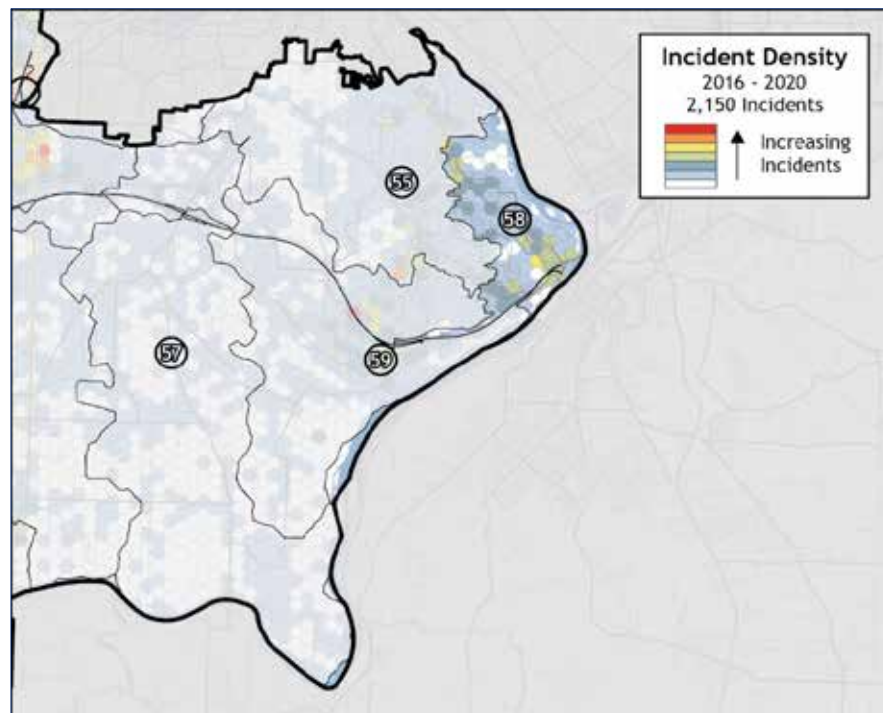 Incident Density
2016 - 2020
2,150 Incidents
Increasing
Incidents
55
58
57
59